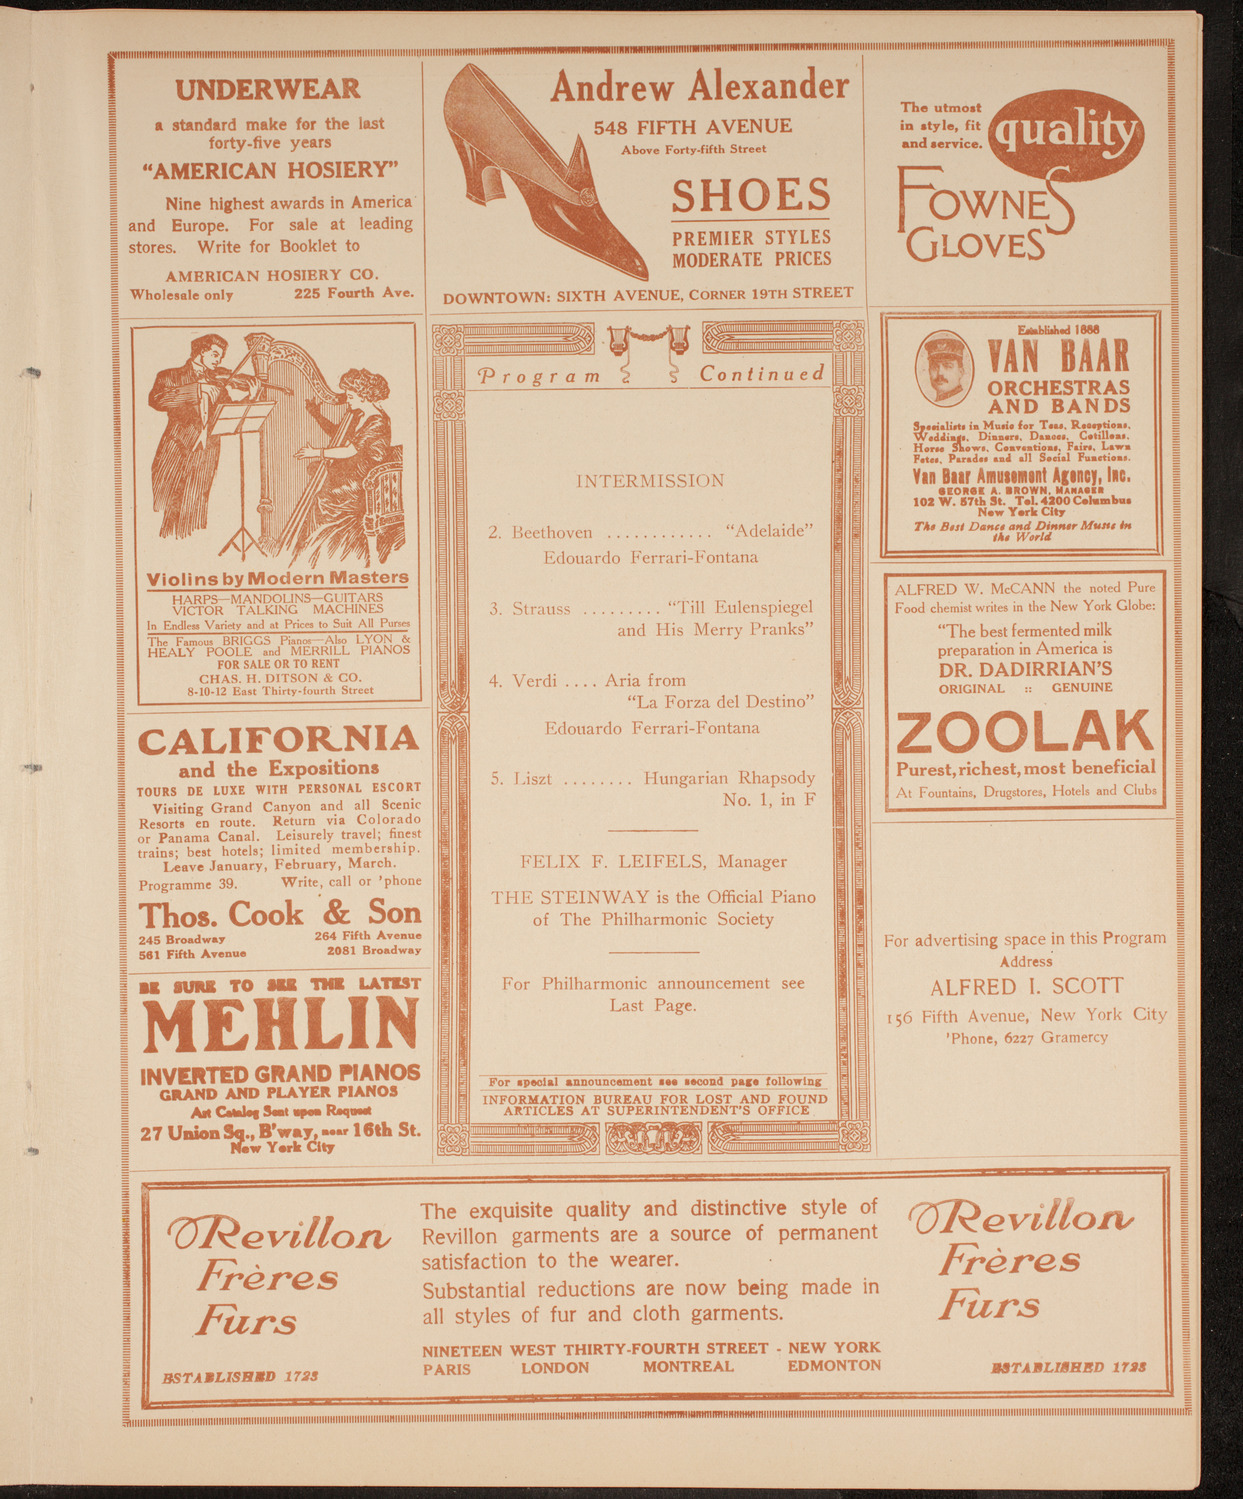 UNDERWEAR
a standard make for the last
forty-five years
"AMERICAN HOSIERY"
Nine highest awards in America
and Europe. For sale at leading
stores. Write for Booklet to
AMERICAN HOSIERY CO.
Wholesale only 225 Fourth Ave.
Andrew Alexander
548 FIFTH AVENUE
Above Forty-fifth Street
SHOES
PREMIER STYLES
MODERATE PRICES
DOWNTOWN: SIXTH AVENUE, CORNER 19TH STREET
The utmost
in style, fit
and service.
quality
FOWNES
GLOVES
Violins by Modern Masters
HARPS—MANDOLINS—GUITARS
VICTOR TALKING MACHINES
In Endless Variety and at Prices to Suit All Purses
The Famous BRIGGS Pianos—Also LYON &
HEALY POOLE and MERRILL PIANOS
FOR SALE OR TO RENT
CHAS. H. DITSON & CO.
8-10-12 East Thirty-fourth Street
CALIFORNIA
and the Expositions
TOURS DE LUXE WITH PERSONAL ESCORT
Visiting Grand Canyon and all Scenic
Resorts en route. Return via Colorado
or Panama Canal. Leisurely travel; finest
trains; best hotels; limited membership.
Leave January, February, March.
Programme 39. Write, call or 'phone
Thos. Cook & Son
245 Broadway 264 Fifth Avenue
561 Fifth Avenue 2081 Broadway
BE SURE TO SEE THE LATEST
MEHLIN
INVERTED GRAND PIANOS
GRAND AND PLAYER PIANOS
Art Catalog Sent upon Request
27 Union Sq., B'way, near 16th St.
New York City
Program Continued
INTERMISSION
2. Beethoven ............ "Adelaide"
Edouardo Ferrari-Fontana
3. Strauss ......... "Till Eulenspiegel
and His Merry Pranks"
4. Verdi .... Aria from
"La Forza del Destino"
Edouardo Ferrari-Fontana
5. Liszt ........ Hungarian Rhapsody
No. 1, in F
FELIX F. LEIFELS, Manager
THE STEINWAY is the Official Piano
of The Philharmonic Society
For Philharmonic announcement see
Last Page.
For special announcement see second page following
INFORMATION BUREAU FOR LOST AND FOUND
ARTICLES AT SUPERINTENDENT'S OFFICE
Established 1888
VAN BAAR
ORCHESTRAS
AND BANDS
Specialists in Music for Teas, Receptions,
Weddings, Dinners, Dances, Cotillons,
Horse Shows, Conventions, Fairs, Lawn
Fetes, Parades and all Social Functions.
Van Baar Amusement Agency, Inc.
GEORGE A. BROWN, MANAGER
102 W. 57th St. Tel. 4200 Columbus
New York City
The Best Dance and Dinner Music in
the World
ALFRED W. McCANN the noted Pure
Food chemist writes in the New York Globe:
"The best fermented milk
preparation in America is
DR. DADIRRIAN'S
ORIGINAL :: GENUINE
ZOOLAK
Purest, richest, most beneficial
At Fountains, Drugstores, Hotels and Clubs
For advertising space in this Program
Address
ALFRED I. SCOTT
156 Fifth Avenue, New York City
'Phone, 6227 Gramercy
Revillon
Frères
Furs
ESTABLISHED 1723
The exquisite quality and distinctive style of
Revillon garments are a source of permanent
satisfaction to the wearer.
Substantial reductions are now being made in
all styles of fur and cloth garments.
NINETEEN WEST THIRTY-FOURTH STREET - NEW YORK
PARIS LONDON MONTREAL EDMONTON
Revillon
Frères
Furs
ESTABLISHED 1723